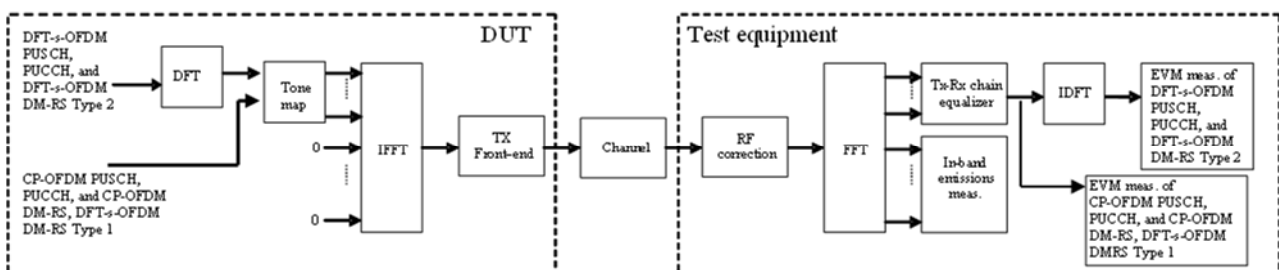 DUT
DFT-s-OFDM
PUSCH,
PUCCH, and
DFT-s-OFDM
DM-RS Type 2
DFT
Tone
map
0
0
IFFT
TX
Front-end
CP-OFDM PUSCH,
PUCCH, and CP-OFDM
DM-RS, DFT-s-OFDM
DM-RS Type 1
Channel
Test equipment
RF
correction
FFT
Tx-Rx chain
equalizer
In-band
emissions
meas.
IDFT
EVM meas. of
DFT-s-OFDM
PUSCH,
PUCCH, and
DFT-s-OFDM
DM-RS Type 2
EVM meas. of
CP-OFDM PUSCH,
PUCCH, and CP-OFDM
DM-RS, DFT-s-OFDM
DMRS Type 1